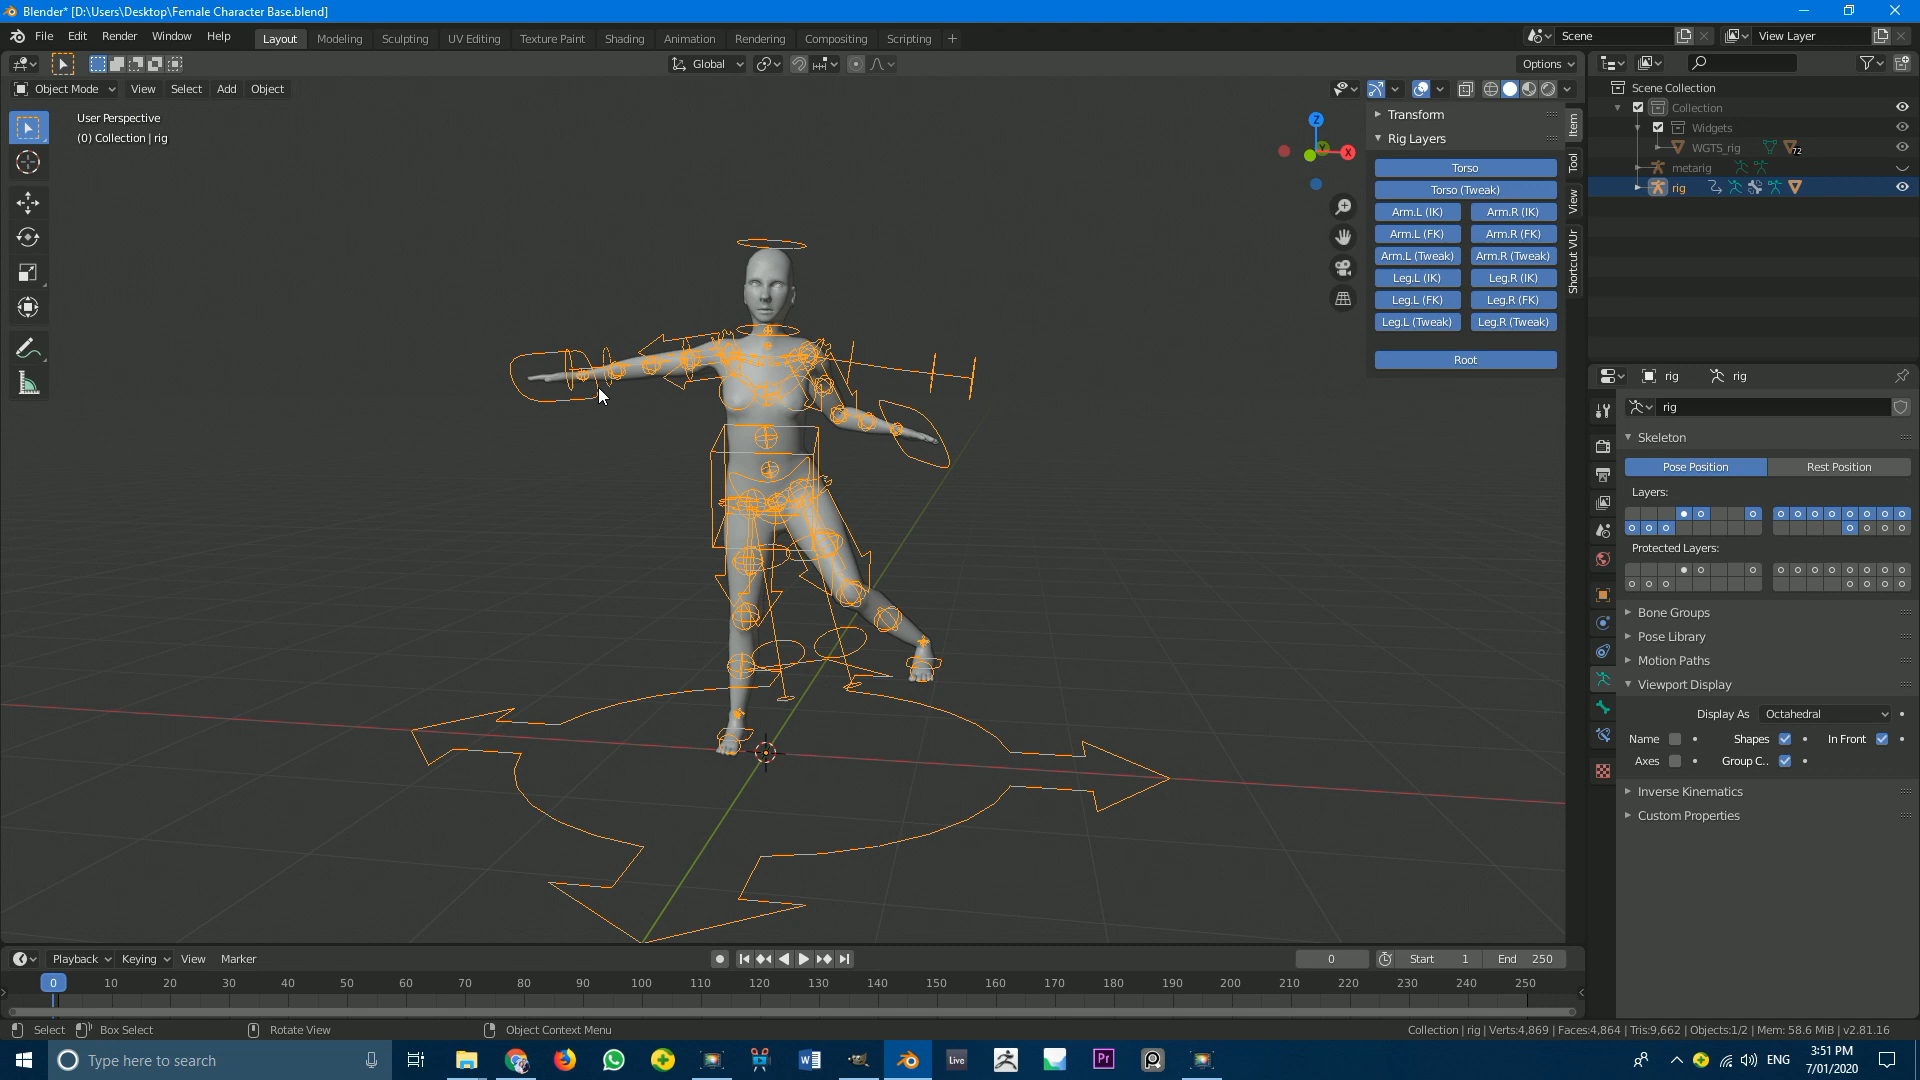 Blender* [D:\Users\Desktop\Female Character Base.blend]
File Edit Render Window Help
Layout Modeling Sculpting UV Editing Texture Paint Shading Animation Rendering Compositing Scripting
Scene
View Layer
Global
Options
Object Mode View Select Add Object
User Perspective
(0) Collection | rig
Z
Y
X
Transform
Rig Layers
Torso
Torso (Tweak)
Arm.L (IK) Arm.R (IK)
Arm.L (FK) Arm.R (FK)
Arm.L (Tweak) Arm.R (Tweak)
Leg.L (IK) Leg.R (IK)
Leg.L (FK) Leg.R (FK)
Leg.L (Tweak) Leg.R (Tweak)
Root
Item
Tool
View
Shortcut VUr
Scene Collection
Collection
Widgets
WGTS_rig
72
metarig
rig
rig
rig
rig
Skeleton
Pose Position Rest Position
Layers:
Protected Layers:
Bone Groups
Pose Library
Motion Paths
Viewport Display
Display As Octahedral
Name Shapes In Front
Axes Group C..
Inverse Kinematics
Custom Properties
Playback Keying View Marker
0
Start 1
End 250
0 10 20 30 40 50 60 70 80 90 100 110 120 130 140 150 160 170 180 190 200 210 220 230 240 250
Select Box Select Rotate View Object Context Menu
Collection | rig | Verts:4,869 | Faces:4,864 | Tris:9,662 | Objects:1/2 | Mem: 58.6 MiB | v2.81.16
Type here to search
W
Live
Pr
ENG
3:51 PM
7/01/2020